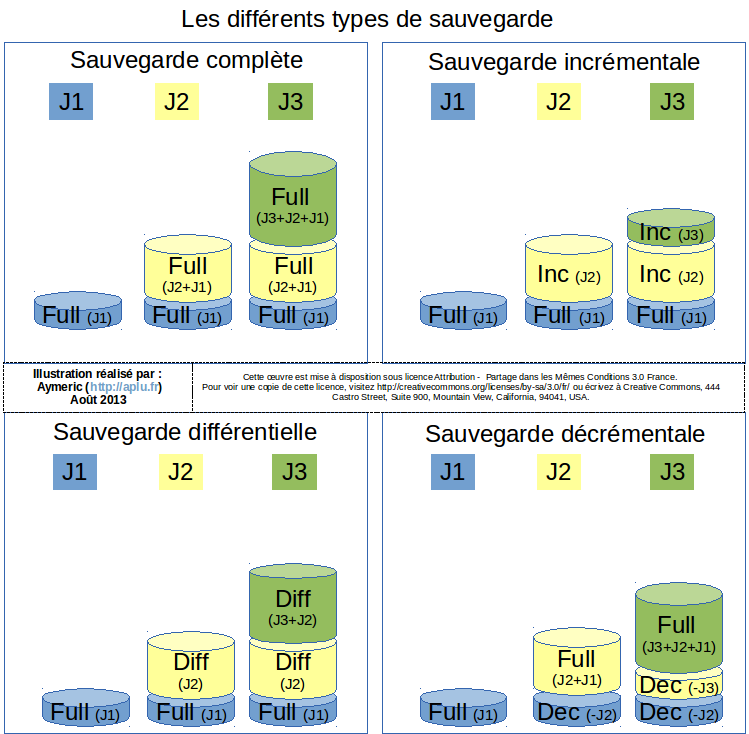 Les différents types de sauvegarde
Sauvegarde complète
J1 J2 J3
Full
(J3+J2+J1)
Full
(J2+J1)
Full
(J2+J1)
Full (J1)
Full (J1)
Full (J1)
Sauvegarde incrémentale
J1 J2 J3
Inc (J3)
Inc (J2)
Inc (J2)
Full (J1)
Full (J1)
Full (J1)
Illustration réalisé par :
Aymeric (http://aplu.fr)
Août 2013
Cette œuvre est mise à disposition sous licence Attribution - Partage dans les Mêmes Conditions 3.0 France.
Pour voir une copie de cette licence, visitez http://creativecommons.org/licenses/by-sa/3.0/fr/ ou écrivez à Creative Commons, 444
Castro Street, Suite 900, Mountain View, California, 94041, USA.
Sauvegarde différentielle
J1 J2 J3
Diff
(J3+J2)
Diff
(J2)
Diff
(J2)
Full (J1)
Full (J1)
Full (J1)
Sauvegarde décrémentale
J1 J2 J3
Full
(J3+J2+J1)
Full
(J2+J1)
Dec (-J3)
Full (J1)
Dec (-J2)
Dec (-J2)